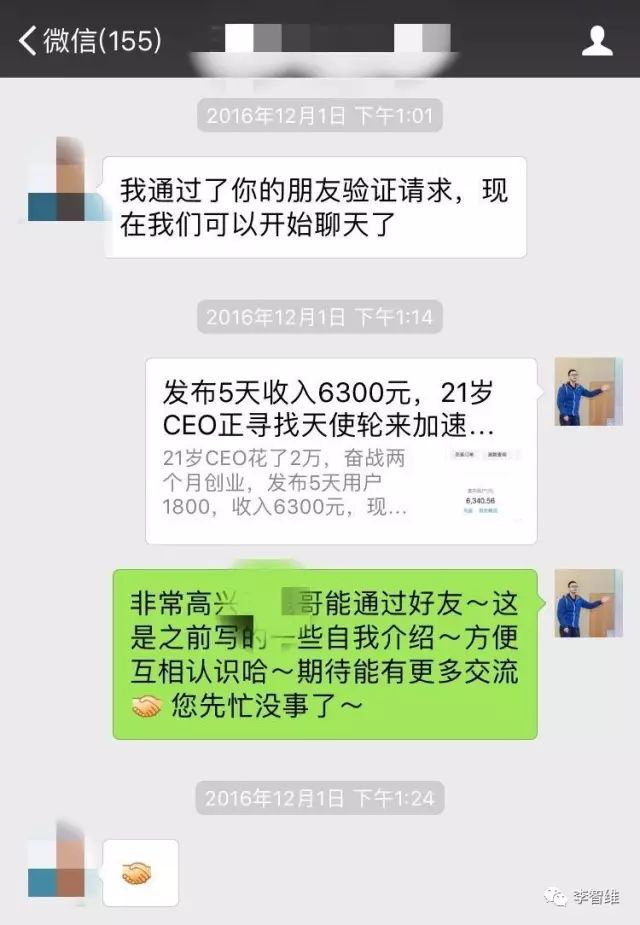 微信(155)
2016年12月1日 下午1:01
我通过了你的朋友验证请求，现
在我们可以开始聊天了
2016年12月1日 下午1:14
发布5天收入6300元，21岁
CEO正寻找天使轮来加速...
21岁CEO花了2万，奋战两
个月创业，发布5天用户
1800，收入6300元，现...
6,340.56
非常高兴 哥能通过好友～这
是之前写的一些自我介绍～方便
互相认识哈～期待能有更多交流
🤝您先忙没事了～
2016年12月1日 下午1:24
🤝
李智维